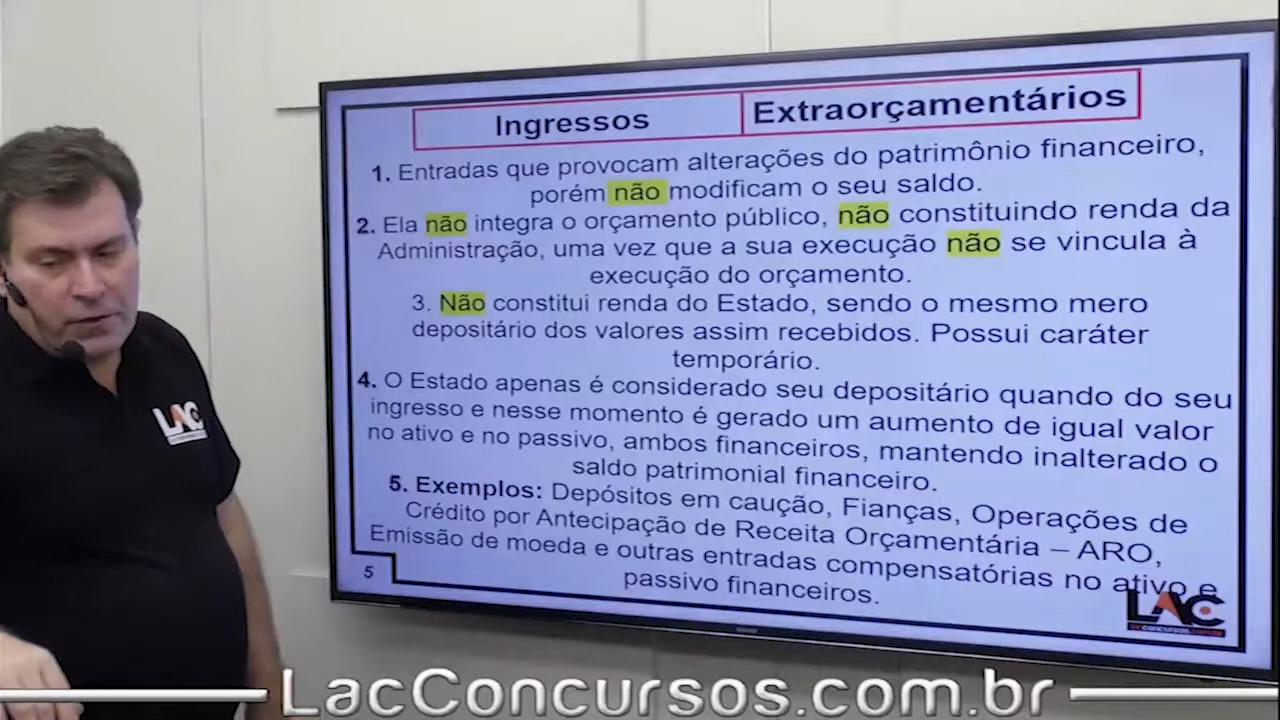 Ingressos Extraorçamentários
1. Entradas que provocam alterações do patrimônio financeiro,
porém não modificam o seu saldo.
2. Ela não integra o orçamento público, não constituindo renda da
Administração, uma vez que a sua execução não se vincula à
execução do orçamento.
3. Não constitui renda do Estado, sendo o mesmo mero
depositário dos valores assim recebidos. Possui caráter
temporário.
4. O Estado apenas é considerado seu depositário quando do seu
ingresso e nesse momento é gerado um aumento de igual valor
no ativo e no passivo, ambos financeiros, mantendo inalterado o
saldo patrimonial financeiro.
5. Exemplos: Depósitos em caução, Fianças, Operações de
Crédito por Antecipação de Receita Orçamentária – ARO,
Emissão de moeda e outras entradas compensatórias no ativo e
passivo financeiros.
5
LAC
LAC
LacConcursos.com.br